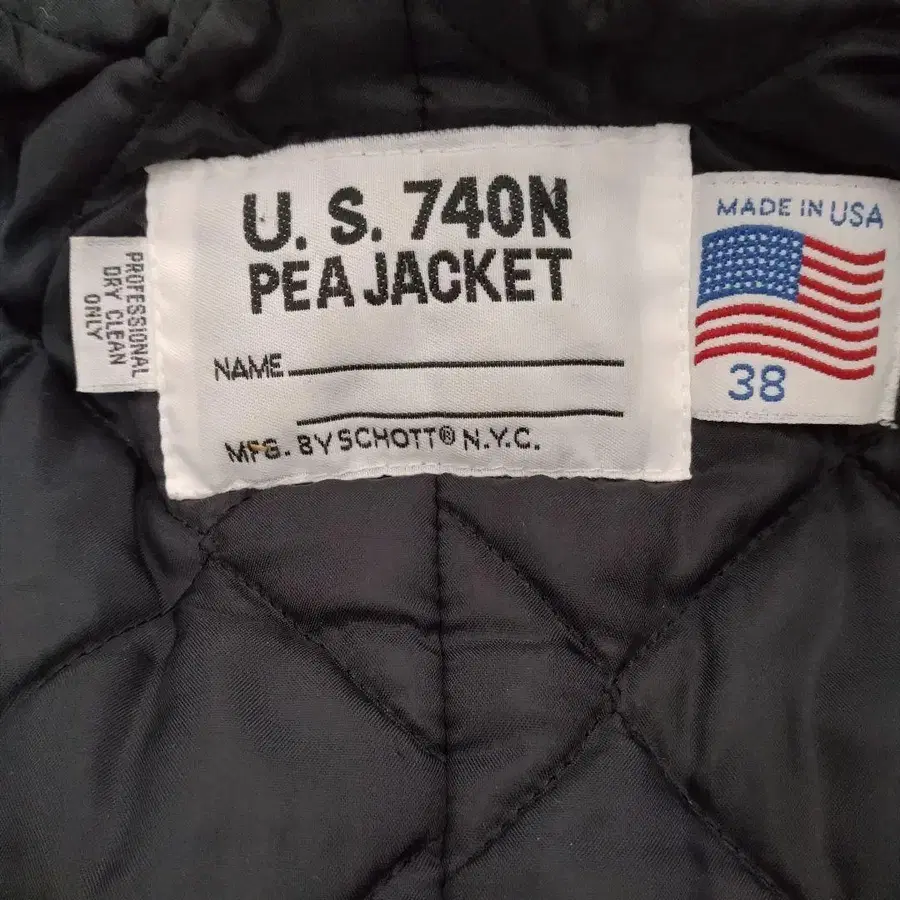 U. S. 740N
PEA JACKET
NAME
MFG. BY SCHOTT® N.Y.C.
MADE IN USA
38
PROFESSIONAL
DRY CLEAN
ONLY